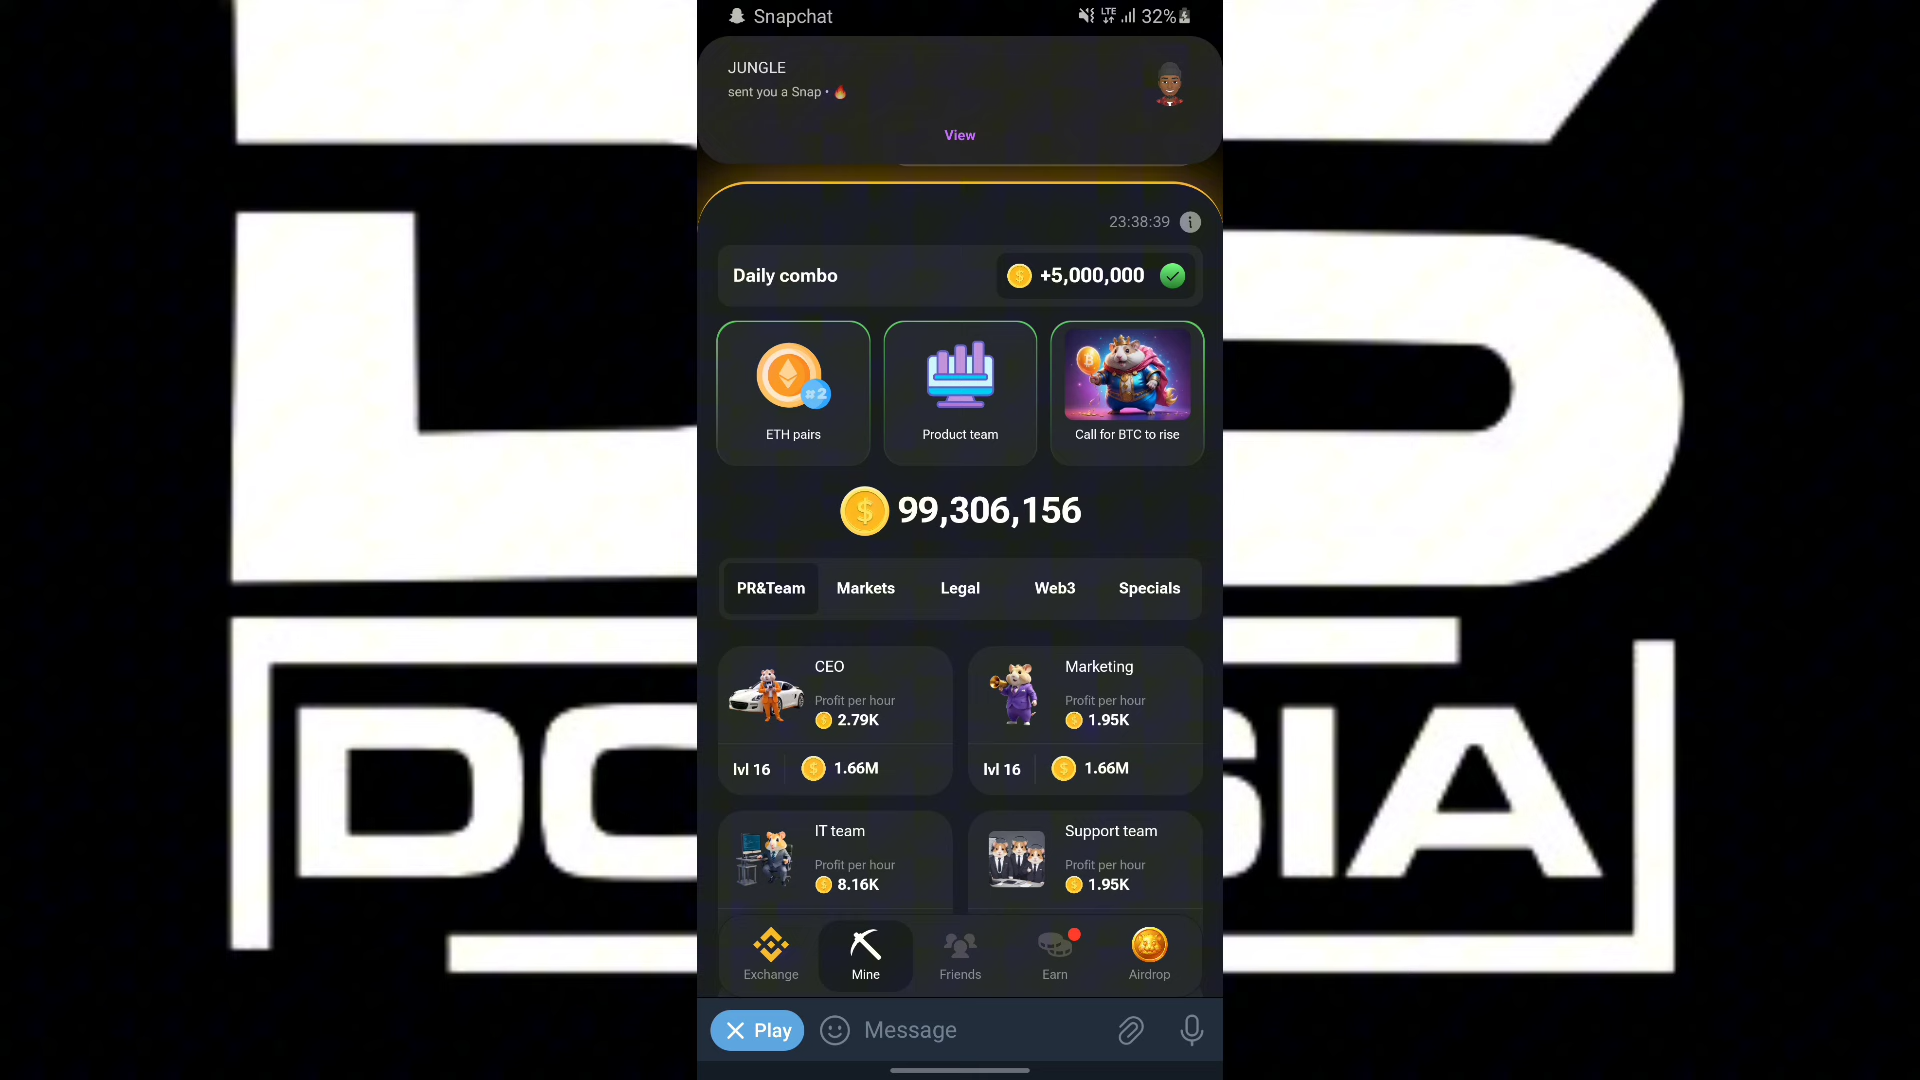 Snapchat
LTE 32%
JUNGLE
sent you a Snap • 🔥
View
23:38:39
Daily combo
+5,000,000
#2
ETH pairs
Product team
Call for BTC to rise
99,306,156
PR&Team Markets Legal Web3 Specials
CEO
Profit per hour
2.79K
lvl 16 1.66M
Marketing
Profit per hour
1.95K
lvl 16 1.66M
IT team
Profit per hour
8.16K
Support team
Profit per hour
1.95K
Exchange Mine Friends Earn Airdrop
Play Message